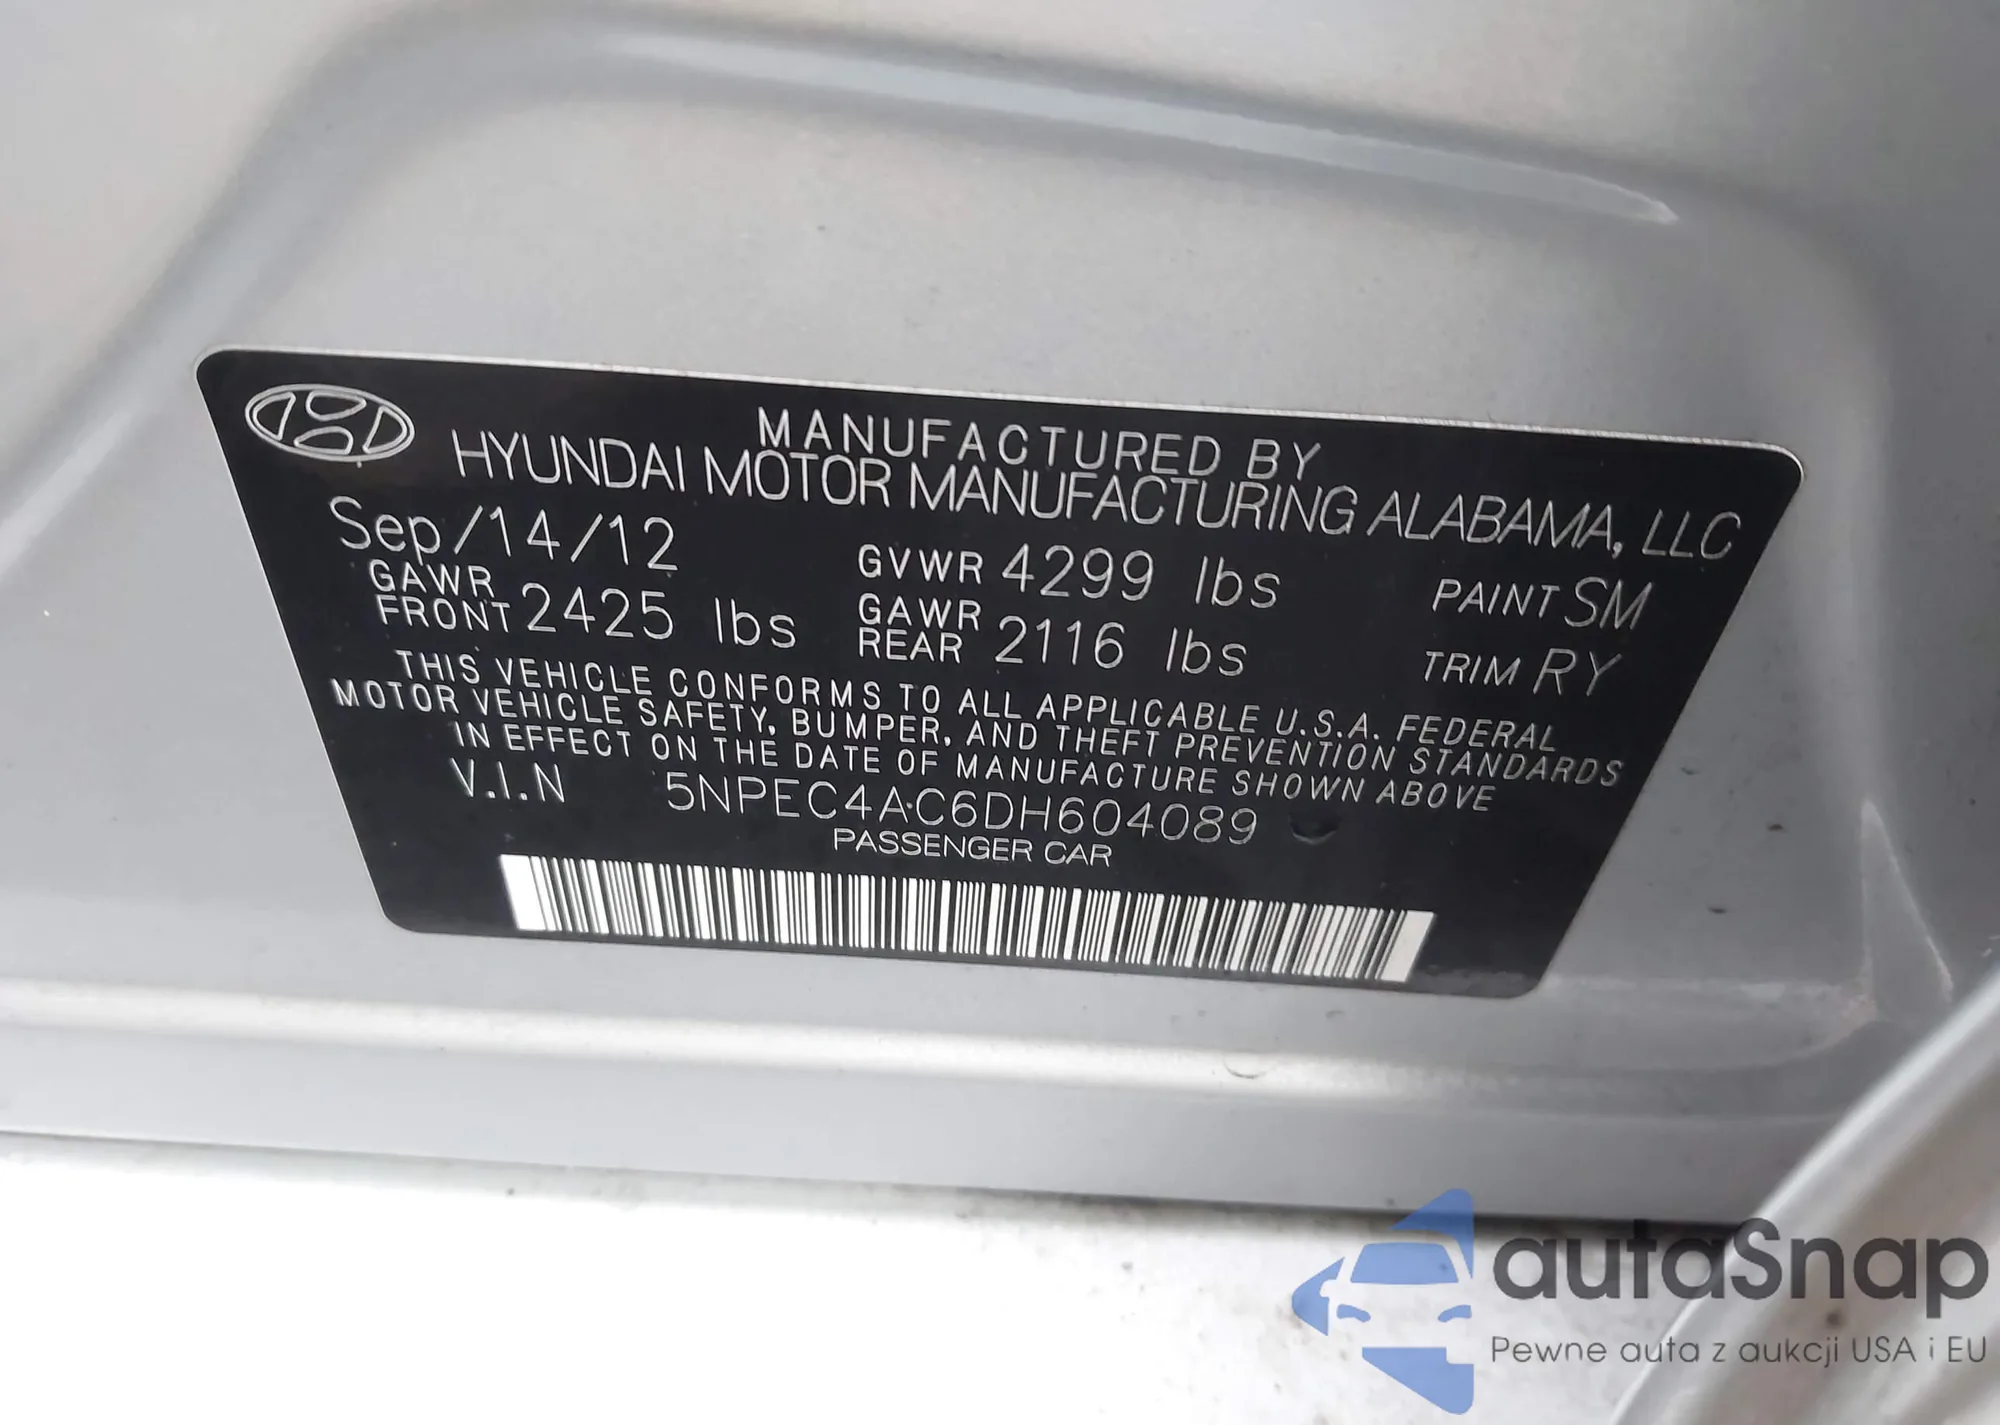 MANUFACTURED BY
HYUNDAI MOTOR MANUFACTURING ALABAMA, LLC
Sep/14/12 GVWR 4299 lbs PAINT SM
GAWR FRONT 2425 lbs GAWR REAR 2116 lbs TRIM RY
THIS VEHICLE CONFORMS TO ALL APPLICABLE U.S.A. FEDERAL
MOTOR VEHICLE SAFETY, BUMPER, AND THEFT PREVENTION STANDARDS
IN EFFECT ON THE DATE OF MANUFACTURE SHOWN ABOVE
V.I.N 5NPEC4AC6DH604089
PASSENGER CAR
autaSnap
Pewne auta z aukcji USA i EU